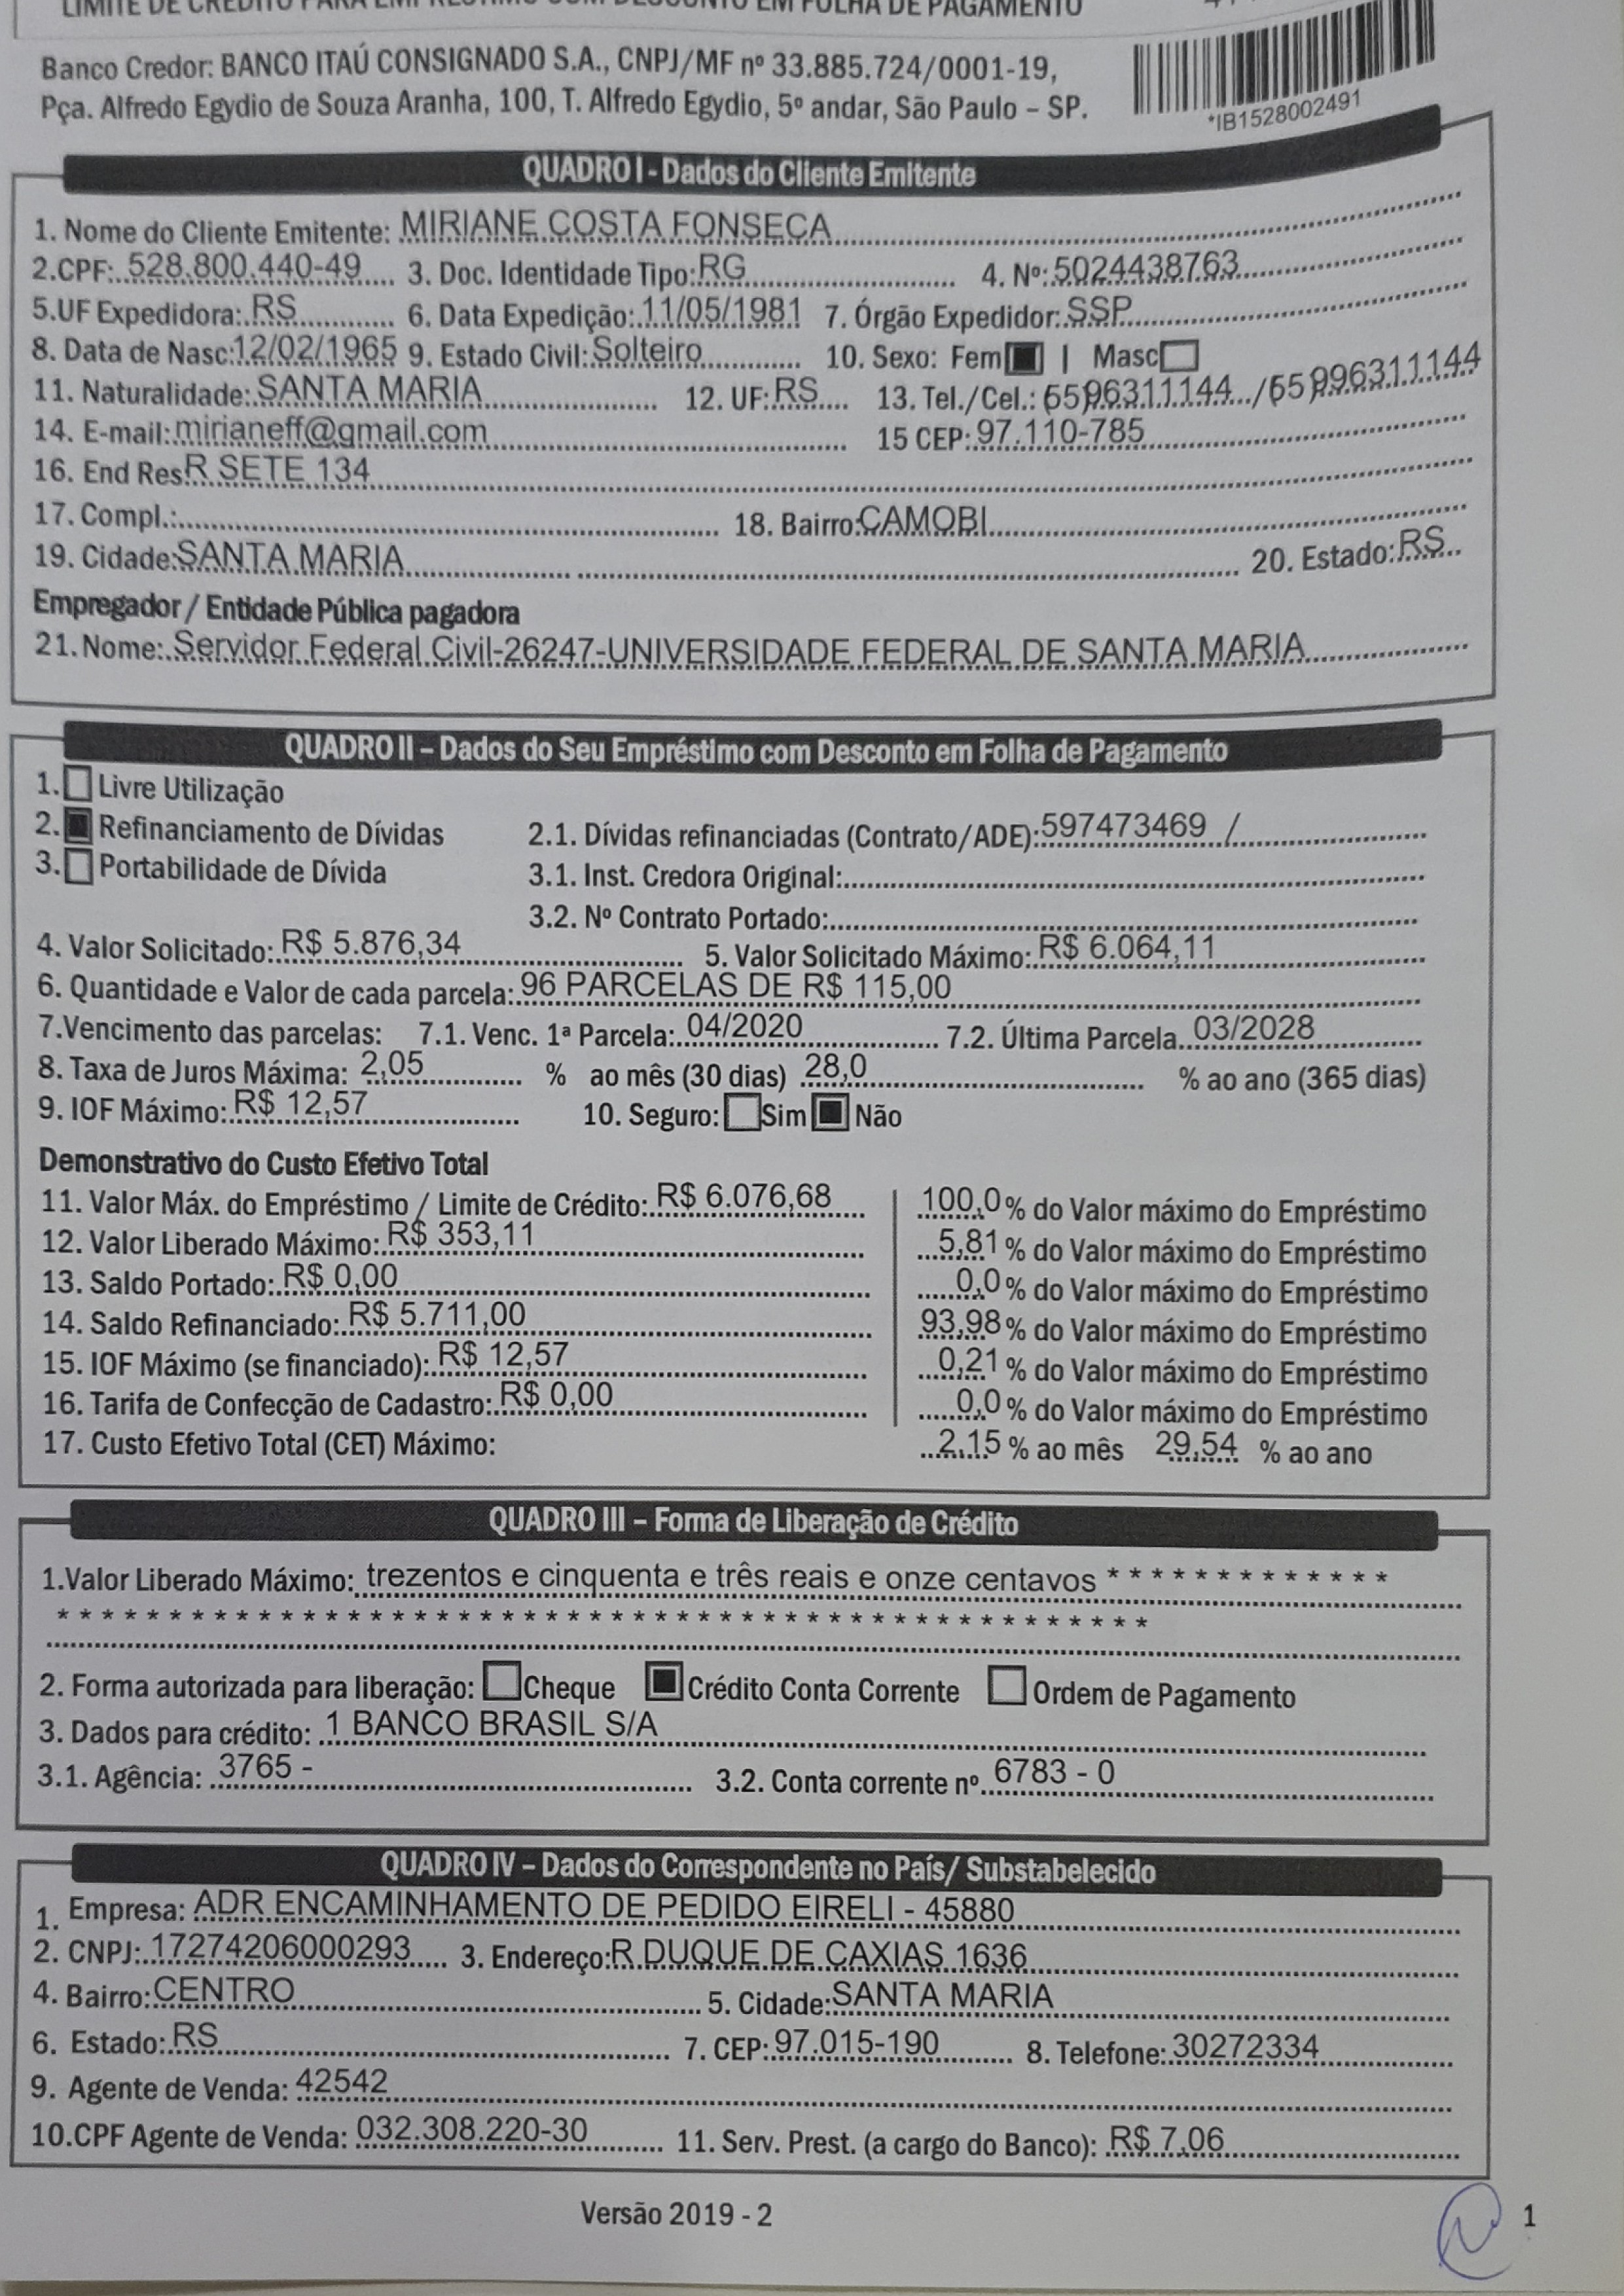 LIMITE DE CRÉDITO PARA EMPRÉSTIMO COM DESCONTO EM FOLHA DE PAGAMENTO
Banco Credor: BANCO ITAÚ CONSIGNADO S.A., CNPJ/MF nº 33.885.724/0001-19,
Pça. Alfredo Egydio de Souza Aranha, 100, T. Alfredo Egydio, 5º andar, São Paulo – SP.
*IB1528002491
QUADRO I - Dados do Cliente Emitente
1. Nome do Cliente Emitente: MIRIANE COSTA FONSECA
2.CPF: 528.800.440-49 3. Doc. Identidade Tipo: RG 4. Nº: 5024438763
5.UF Expedidora: RS 6. Data Expedição: 11/05/1981 7. Órgão Expedidor: SSP
8. Data de Nasc: 12/02/1965 9. Estado Civil: Solteiro 10. Sexo: Fem | Masc
11. Naturalidade: SANTA MARIA 12. UF: RS 13. Tel./Cel.: (55)96311144 /(55)996311144
14. E-mail: mirianeff@gmail.com 15 CEP: 97.110-785
16. End Res: R SETE 134
17. Compl.: 18. Bairro: CAMOBI
19. Cidade: SANTA MARIA 20. Estado: RS
Empregador / Entidade Pública pagadora
21. Nome: Servidor Federal Civil-26247-UNIVERSIDADE FEDERAL DE SANTA MARIA
QUADRO II – Dados do Seu Empréstimo com Desconto em Folha de Pagamento
1. Livre Utilização
2. Refinanciamento de Dívidas 2.1. Dívidas refinanciadas (Contrato/ADE): 597473469 /
3. Portabilidade de Dívida 3.1. Inst. Credora Original:
3.2. Nº Contrato Portado:
4. Valor Solicitado: R$ 5.876,34 5. Valor Solicitado Máximo: R$ 6.064,11
6. Quantidade e Valor de cada parcela: 96 PARCELAS DE R$ 115,00
7.Vencimento das parcelas: 7.1. Venc. 1ª Parcela: 04/2020 7.2. Última Parcela 03/2028
8. Taxa de Juros Máxima: 2,05 % ao mês (30 dias) 28,0 % ao ano (365 dias)
9. IOF Máximo: R$ 12,57 10. Seguro: Sim Não
Demonstrativo do Custo Efetivo Total
11. Valor Máx. do Empréstimo / Limite de Crédito: R$ 6.076,68 100,0 % do Valor máximo do Empréstimo
12. Valor Liberado Máximo: R$ 353,11 5,81 % do Valor máximo do Empréstimo
13. Saldo Portado: R$ 0,00 0,0 % do Valor máximo do Empréstimo
14. Saldo Refinanciado: R$ 5.711,00 93,98 % do Valor máximo do Empréstimo
15. IOF Máximo (se financiado): R$ 12,57 0,21 % do Valor máximo do Empréstimo
16. Tarifa de Confecção de Cadastro: R$ 0,00 0,0 % do Valor máximo do Empréstimo
17. Custo Efetivo Total (CET) Máximo: 2,15 % ao mês 29,54 % ao ano
QUADRO III – Forma de Liberação de Crédito
1.Valor Liberado Máximo: trezentos e cinquenta e três reais e onze centavos * * * * * * * * * * * * *
* * * * * * * * * * * * * * * * * * * * * * * * * * * * * * * * * * * * * * * * * * * * * * * * *
2. Forma autorizada para liberação: Cheque Crédito Conta Corrente Ordem de Pagamento
3. Dados para crédito: 1 BANCO BRASIL S/A
3.1. Agência: 3765 - 3.2. Conta corrente nº 6783 - 0
QUADRO IV – Dados do Correspondente no País/ Substabelecido
1. Empresa: ADR ENCAMINHAMENTO DE PEDIDO EIRELI - 45880
2. CNPJ: 17274206000293 3. Endereço: R DUQUE DE CAXIAS 1636
4. Bairro: CENTRO 5. Cidade: SANTA MARIA
6. Estado: RS 7. CEP: 97.015-190 8. Telefone: 30272334
9. Agente de Venda: 42542
10.CPF Agente de Venda: 032.308.220-30 11. Serv. Prest. (a cargo do Banco): R$ 7,06
Versão 2019 - 2
1